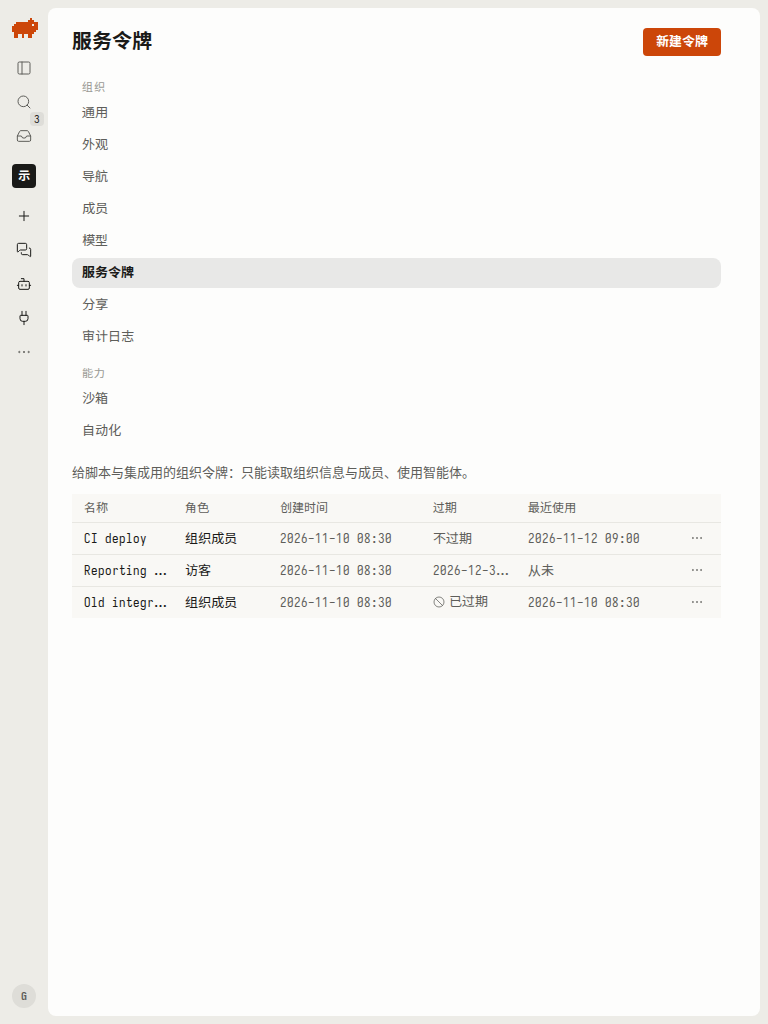 服务令牌
新建令牌
3
示
组织
通用
外观
导航
成员
模型
服务令牌
分享
审计日志
能力
沙箱
自动化
给脚本与集成用的组织令牌：只能读取组织信息与成员、使用智能体。
名称 角色 创建时间 过期 最近使用
CI deploy 组织成员 2026-11-10 08:30 不过期 2026-11-12 09:00
Reporting ... 访客 2026-11-10 08:30 2026-12-3... 从未
Old integr... 组织成员 2026-11-10 08:30 已过期 2026-11-10 08:30
G